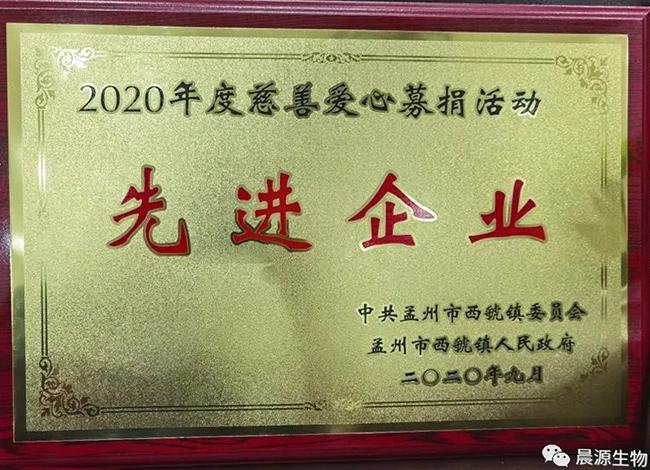 2020年度慈善爱心募捐活动
先进企业
中共孟州市西虢镇委员会
孟州市西虢镇人民政府
二〇二〇年九月
晨源生物